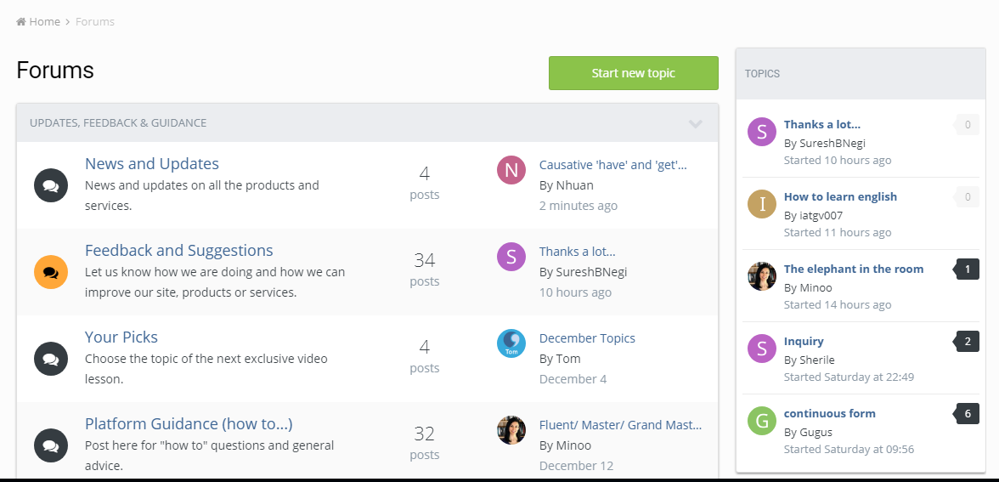 Home > Forums
Forums
Start new topic
UPDATES, FEEDBACK & GUIDANCE
News and Updates
News and updates on all the products and
services.
4
posts
N
Causative 'have' and 'get'...
By Nhuan
2 minutes ago
Feedback and Suggestions
Let us know how we are doing and how we can
improve our site, products or services.
34
posts
S
Thanks a lot...
By SureshBNegi
10 hours ago
Your Picks
Choose the topic of the next exclusive video
lesson.
4
posts
Tom
December Topics
By Tom
December 4
Platform Guidance (how to...)
Post here for "how to" questions and general
advice.
32
posts
Fluent/ Master/ Grand Mast...
By Minoo
December 12
TOPICS
S
Thanks a lot...
0
By SureshBNegi
Started 10 hours ago
I
How to learn english
0
By iatgv007
Started 11 hours ago
The elephant in the room
1
By Minoo
Started 14 hours ago
S
Inquiry
2
By Sherile
Started Saturday at 22:49
G
continuous form
6
By Gugus
Started Saturday at 09:56